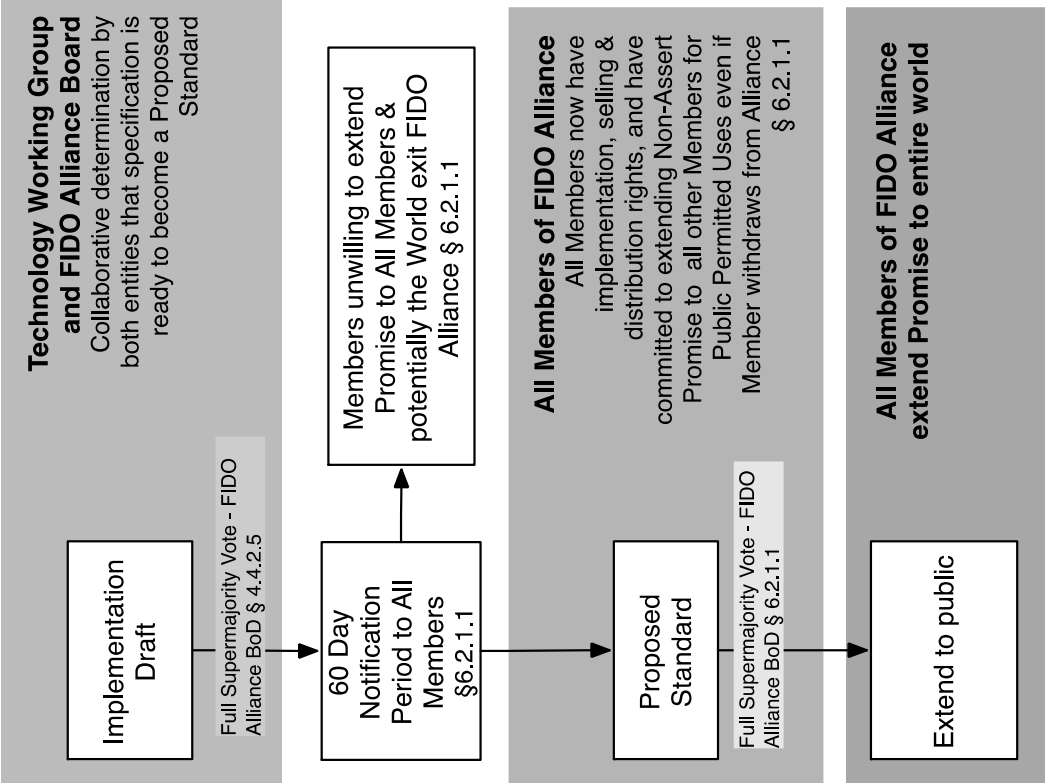 Implementation
Draft
Technology Working Group
and FIDO Alliance Board
Collaborative determination by
both entities that specification is
ready to become a Proposed
Standard
Full Supermajority Vote - FIDO
Alliance BoD § 4.4.2.5
60 Day
Notification
Period to All
Members
§6.2.1.1
Members unwilling to extend
Promise to All Members &
potentially the World exit FIDO
Alliance § 6.2.1.1
All Members of FIDO Alliance
All Members now have
implementation, selling &
distribution rights, and have
committed to extending Non-Assert
Promise to all other Members for
Public Permitted Uses even if
Member withdraws from Alliance
§ 6.2.1.1
Proposed
Standard
Full Supermajority Vote - FIDO
Alliance BoD § 6.2.1.1
Extend to public
All Members of FIDO Alliance
extend Promise to entire world